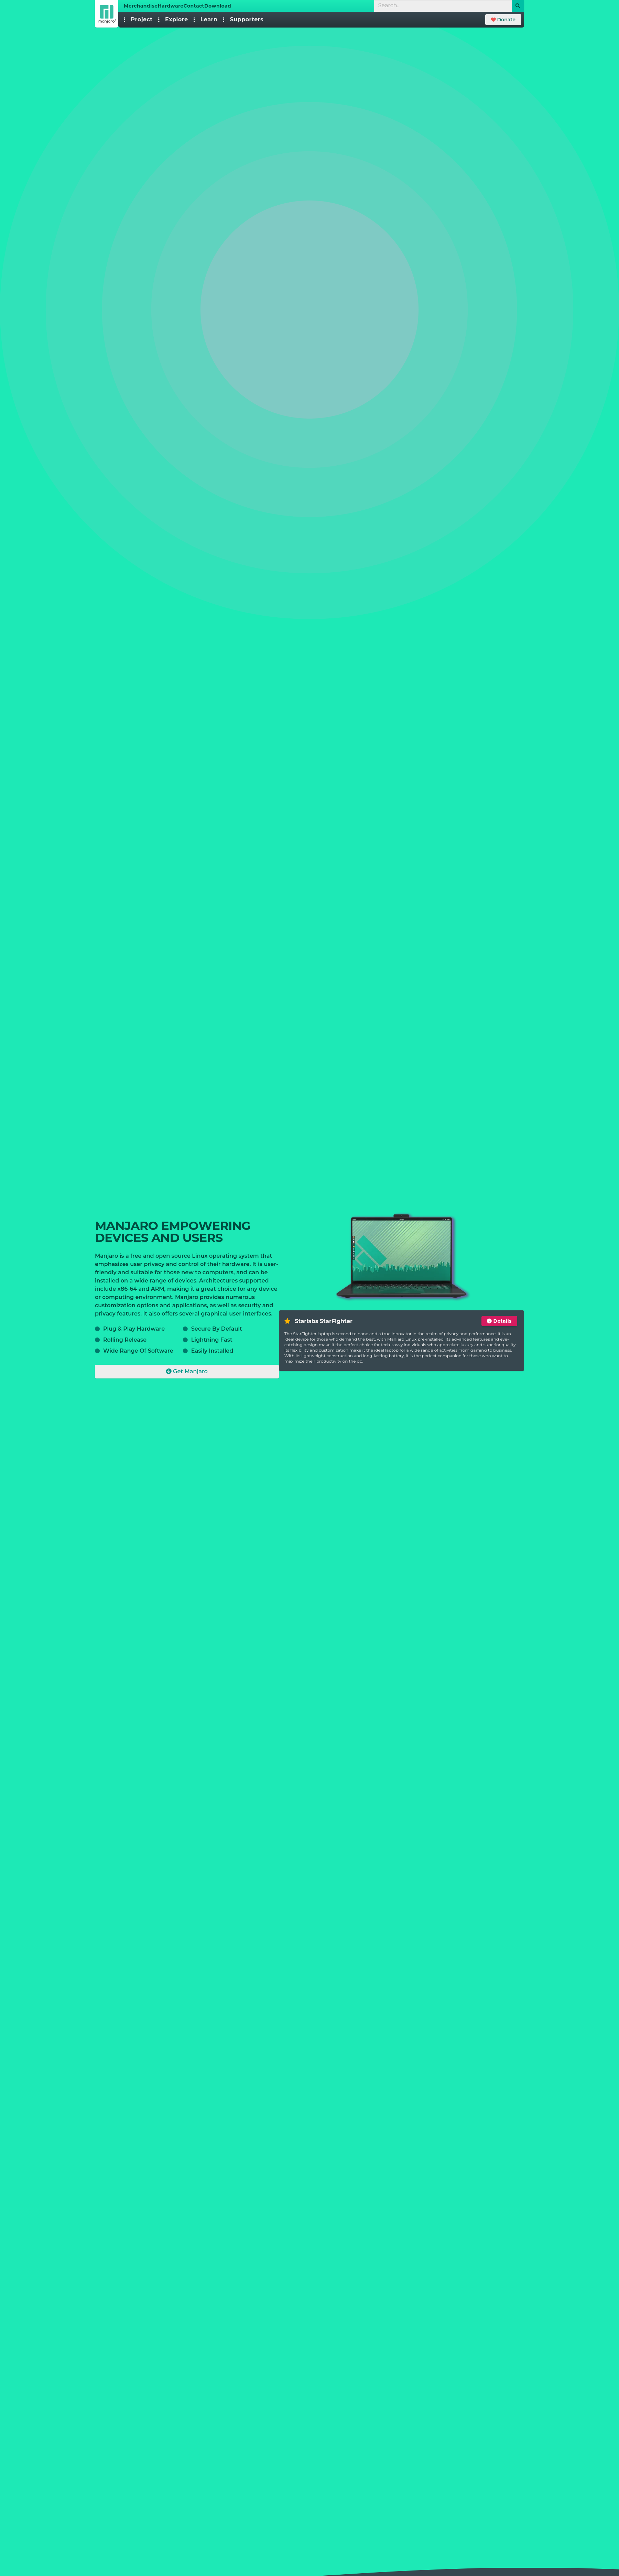 MerchandiseHardwareContactDownload
Search...
manjaro
Project
Explore
Learn
Supporters
Donate
MANJARO EMPOWERING
DEVICES AND USERS
Manjaro is a free and open source Linux operating system that
emphasizes user privacy and control of their hardware. It is user-
friendly and suitable for those new to computers, and can be
installed on a wide range of devices. Architectures supported
include x86-64 and ARM, making it a great choice for any device
or computing environment. Manjaro provides numerous
customization options and applications, as well as security and
privacy features. It also offers several graphical user interfaces.
Plug & Play Hardware
Secure By Default
Rolling Release
Lightning Fast
Wide Range Of Software
Easily Installed
Get Manjaro
Starlabs StarFighter
Details
The StarFighter laptop is second to none and a true innovator in the realm of privacy and performance. It is an
ideal device for those who demand the best, with Manjaro Linux pre-installed. Its advanced features and eye-
catching design make it the perfect choice for tech-savvy individuals who appreciate luxury and superior quality.
Its flexibility and customization make it the ideal laptop for a wide range of activities, from gaming to business.
With its lightweight construction and long-lasting battery, it is the perfect companion for those who want to
maximize their productivity on the go.